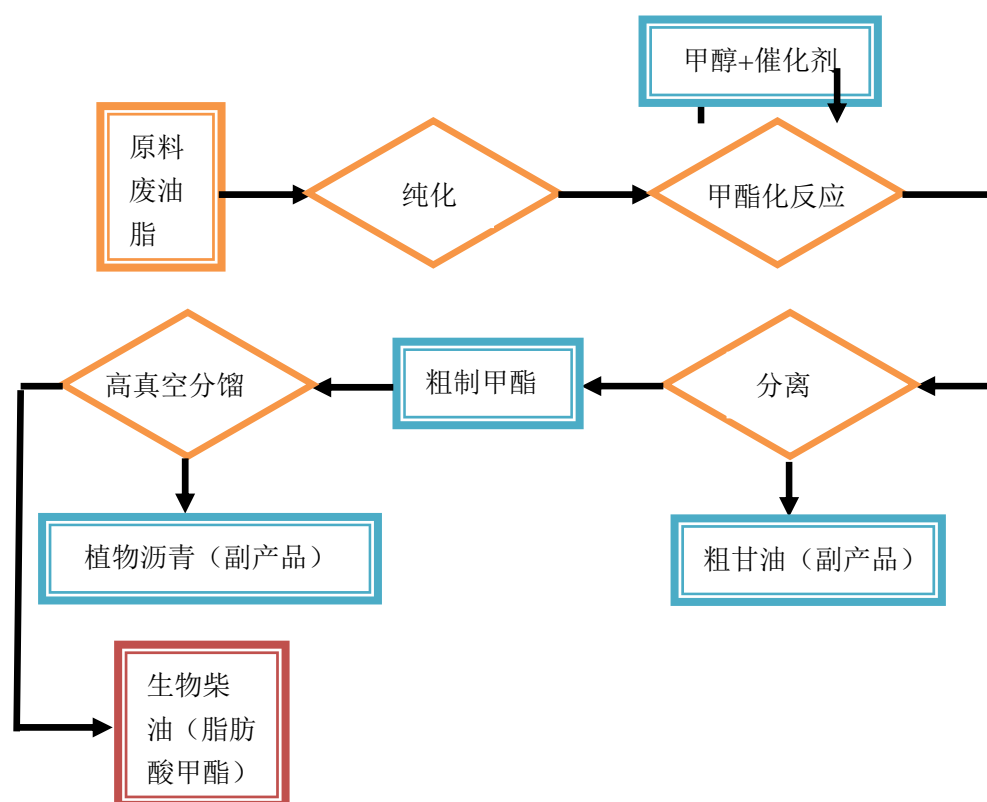 甲醇+催化剂
原料
废油
脂
纯化
甲酯化反应
高真空分馏
粗制甲酯
分离
植物沥青（副产品）
粗甘油（副产品）
生物柴
油（脂肪
酸甲酯）